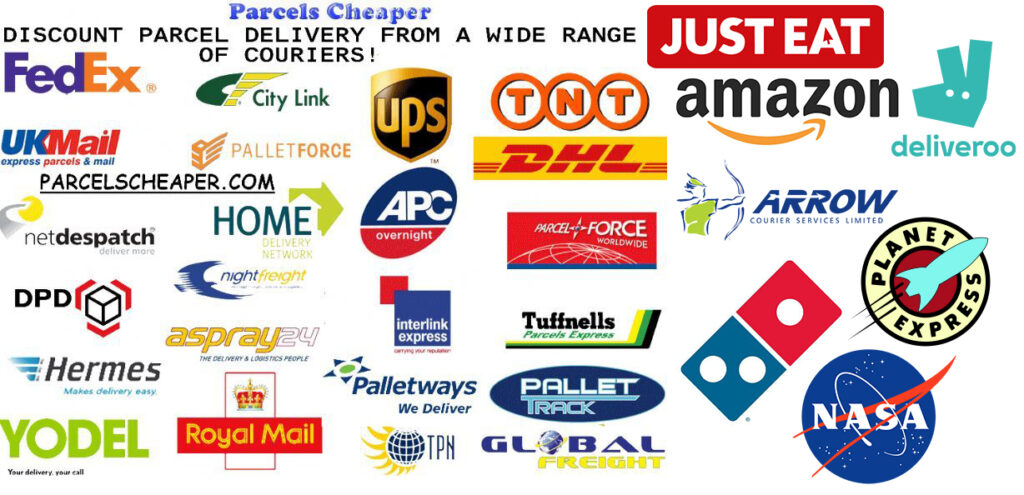 Parcels Cheaper
DISCOUNT PARCEL DELIVERY FROM A WIDE RANGE
OF COURIERS!
JUST EAT
FedEx®
City Link
ups
TM
TNT
amazon
deliveroo
UKMail
express parcels & mail
PALLETFORCE
DHL
PARCELSCHEAPER.COM
netdespatch
deliver more
HOME
DELIVERY
NETWORK
APC
overnight
PARCEL FORCE
WORLDWIDE
ARROW
COURIER SERVICES LIMITED
PLANET
EXPRESS
nightfreight
DPD
aspray24
THE DELIVERY & LOGISTICS PEOPLE
interlink
express
carrying your reputation
Tuffnells
Parcels Express
Hermes
Makes delivery easy.
Palletways
We Deliver
PALLET
TRACK
NASA
YODEL
Your delivery, your call
Royal Mail
TPN
GLOBAL
FREIGHT